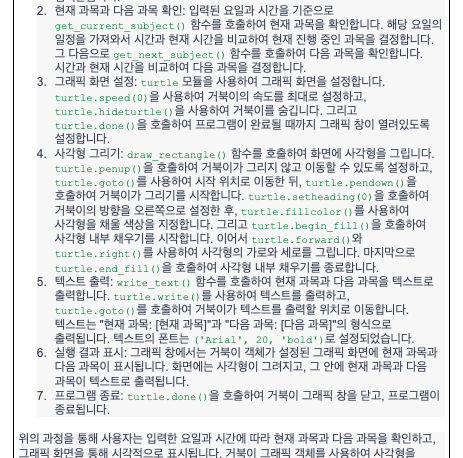 2. 현재 과목과 다음 과목 확인: 입력된 요일과 시간을 기준으로
get_current_subject() 함수를 호출하여 현재 과목을 확인합니다. 해당 요일의
일정을 가져와서 시간과 현재 시간을 비교하여 현재 진행 중인 과목을 결정합니다.
그 다음으로 get_next_subject() 함수를 호출하여 다음 과목을 확인합니다.
시간과 현재 시간을 비교하여 다음 과목을 결정합니다.
3. 그래픽 화면 설정: turtle 모듈을 사용하여 그래픽 화면을 설정합니다.
turtle.speed(0)을 사용하여 거북이의 속도를 최대로 설정하고,
turtle.hideturtle()을 사용하여 거북이를 숨깁니다. 그리고
turtle.done()을 호출하여 프로그램이 완료될 때까지 그래픽 창이 열려있도록
설정합니다.
4. 사각형 그리기: draw_rectangle() 함수를 호출하여 화면에 사각형을 그립니다.
turtle.penup()을 호출하여 거북이가 그리지 않고 이동할 수 있도록 설정하고,
turtle.goto()를 사용하여 시작 위치로 이동한 뒤, turtle.pendown()을
호출하여 거북이가 그리기를 시작합니다. turtle.setheading(0)을 호출하여
거북이의 방향을 오른쪽으로 설정한 후, turtle.fillcolor()를 사용하여
사각형을 채울 색상을 지정합니다. 그리고 turtle.begin_fill()을 호출하여
사각형 내부 채우기를 시작합니다. 이어서 turtle.forward()와
turtle.right()를 사용하여 사각형의 가로와 세로를 그립니다. 마지막으로
turtle.end_fill()을 호출하여 사각형 내부 채우기를 종료합니다.
5. 텍스트 출력: write_text() 함수를 호출하여 현재 과목과 다음 과목을 텍스트로
출력합니다. turtle.write()를 사용하여 텍스트를 출력하고,
turtle.goto()를 호출하여 거북이가 텍스트를 출력할 위치로 이동합니다.
텍스트는 "현재 과목: [현재 과목]"과 "다음 과목: [다음 과목]"의 형식으로
출력됩니다. 텍스트의 폰트는 ('Arial', 20, 'bold')로 설정되었습니다.
6. 실행 결과 표시: 그래픽 창에서는 거북이 객체가 설정된 그래픽 화면에 현재 과목과
다음 과목이 표시됩니다. 화면에는 사각형이 그려지고, 그 안에 현재 과목과 다음
과목이 텍스트로 출력됩니다.
7. 프로그램 종료: turtle.done()을 호출하여 거북이 그래픽 창을 닫고, 프로그램이
종료됩니다.
위의 과정을 통해 사용자는 입력한 요일과 시간에 따라 현재 과목과 다음 과목을 확인하고,
그래픽 화면을 통해 시각적으로 표시됩니다. 거북이 그래픽 객체를 사용하여 사각형을